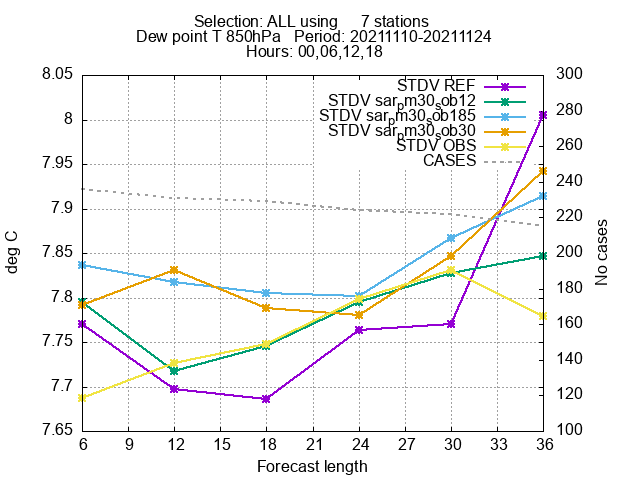 Selection: ALL using 7 stations
Dew point T 850hPa Period: 20211110-20211124
Hours: 00,06,12,18
8.05
8
7.95
7.9
7.85
7.8
7.75
7.7
7.65
deg C
300
280
260
240
220
200
180
160
140
120
100
No cases
STDV REF
STDV sarpm30sob12
STDV sarpm30sob185
STDV sarpm30sob30
STDV OBS
CASES
6 9 12 15 18 21 24 27 30 33 36
Forecast length